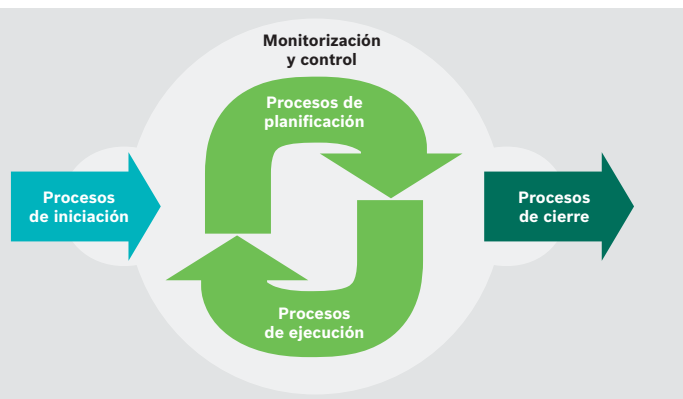 Monitorización
y control
Procesos de
planificación
Procesos
de iniciación
Procesos
de cierre
Procesos
de ejecución